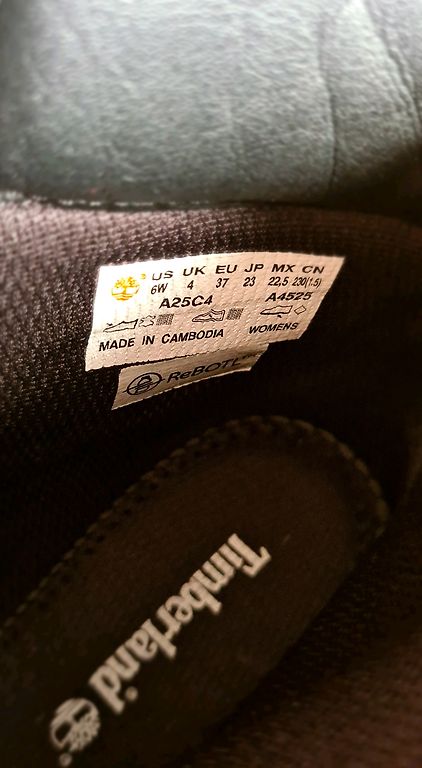 US UK EU JP MX CN
6W 4 37 23 22,5 230(1.5)
A25C4 A4525
MADE IN CAMBODIA WOMENS
ReBOTL
Timberland